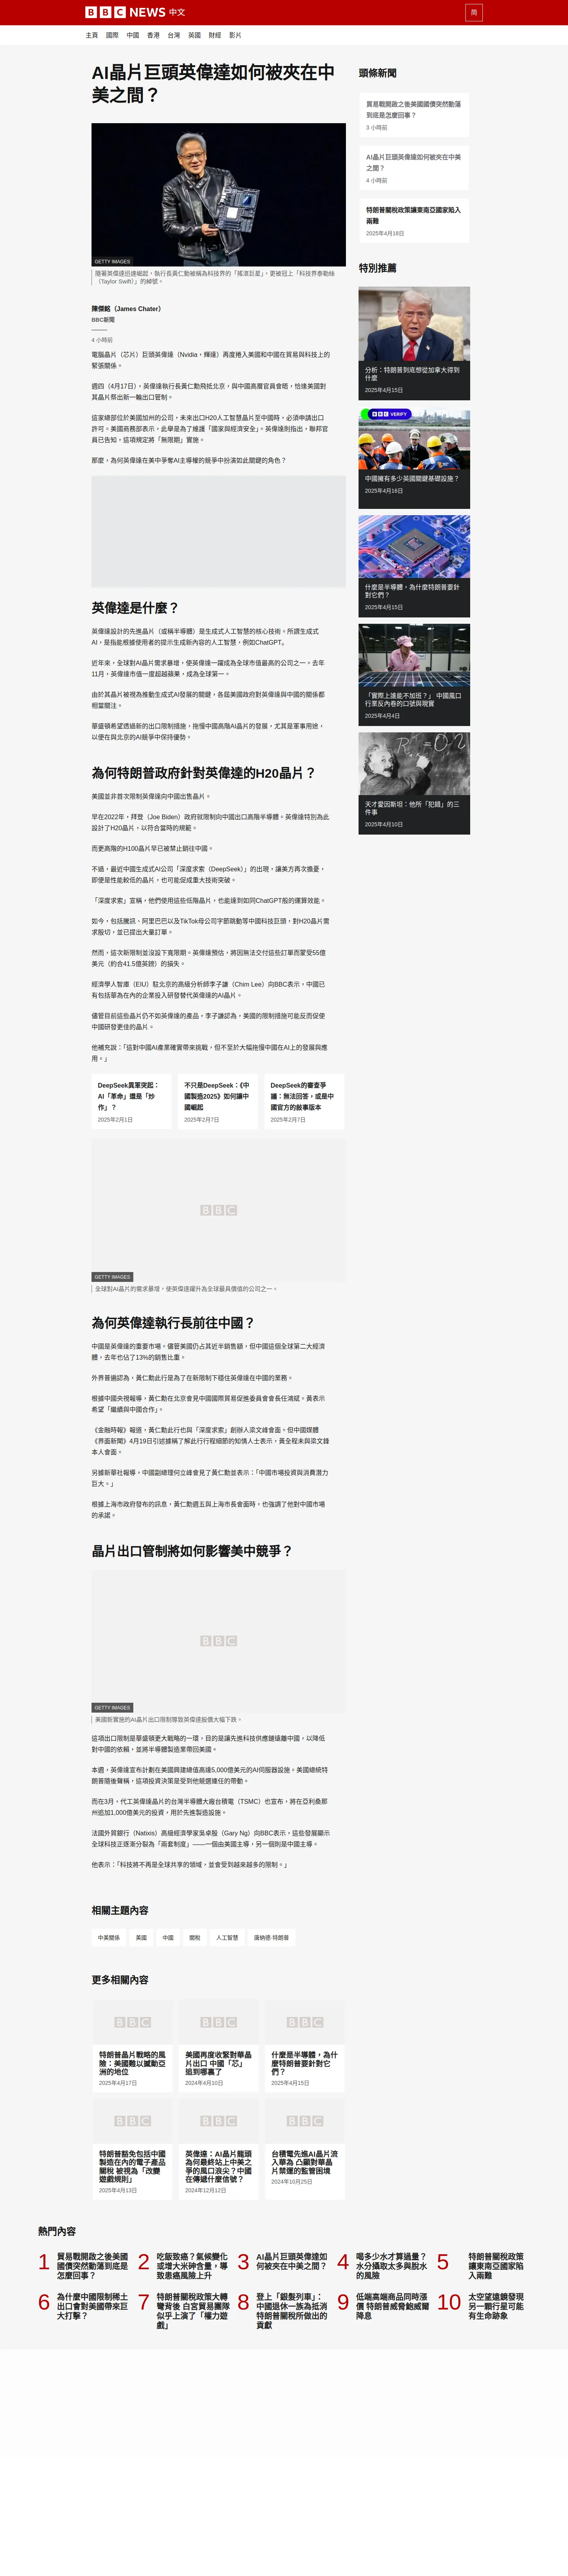 BBC NEWS 中文
简
主頁 國際 中國 香港 台灣 英國 財經 影片
AI晶片巨頭英偉達如何被夾在中
美之間？
GETTY IMAGES
隨著英偉達迅速崛起，執行長黃仁勳被稱為科技界的「搖滾巨星」，更被冠上「科技界泰勒絲
（Taylor Swift）」的綽號。
陳傑銘（James Chater）
BBC新聞
4 小時前
電腦晶片（芯片）巨頭英偉達（Nvidia，輝達）再度捲入美國和中國在貿易與科技上的
緊張關係。
週四（4月17日），英偉達執行長黃仁勳飛抵北京，與中國高層官員會晤，恰逢美國對
其晶片祭出新一輪出口管制。
這家總部位於美國加州的公司，未來出口H20人工智慧晶片至中國時，必須申請出口
許可。美國商務部表示，此舉是為了維護「國家與經濟安全」。英偉達則指出，聯邦官
員已告知，這項規定將「無限期」實施。
那麼，為何英偉達在美中爭奪AI主導權的競爭中扮演如此關鍵的角色？
英偉達是什麼？
英偉達設計的先進晶片（或稱半導體）是生成式人工智慧的核心技術。所謂生成式
AI，是指能根據使用者的提示生成新內容的人工智慧，例如ChatGPT。
近年來，全球對AI晶片需求暴增，使英偉達一躍成為全球市值最高的公司之一。去年
11月，英偉達市值一度超越蘋果，成為全球第一。
由於其晶片被視為推動生成式AI發展的關鍵，各屆美國政府對英偉達與中國的關係都
相當關注。
華盛頓希望透過新的出口限制措施，拖慢中國高階AI晶片的發展，尤其是軍事用途，
以便在與北京的AI競爭中保持優勢。
為何特朗普政府針對英偉達的H20晶片？
美國並非首次限制英偉達向中國出售晶片。
早在2022年，拜登（Joe Biden）政府就限制向中國出口高階半導體。英偉達特別為此
設計了H20晶片，以符合當時的規範。
而更高階的H100晶片早已被禁止銷往中國。
不過，最近中國生成式AI公司「深度求索（DeepSeek）」的出現，讓美方再次擔憂，
即便是性能較低的晶片，也可能促成重大技術突破。
「深度求索」宣稱，他們使用這些低階晶片，也能達到如同ChatGPT般的運算效能。
如今，包括騰訊、阿里巴巴以及TikTok母公司字節跳動等中國科技巨頭，對H20晶片需
求殷切，並已提出大量訂單。
然而，這次新限制並沒設下寬限期。英偉達預估，將因無法交付這些訂單而蒙受55億
美元（約合41.5億英鎊）的損失。
經濟學人智庫（EIU）駐北京的高級分析師李子謙（Chim Lee）向BBC表示，中國已
有包括華為在內的企業投入研發替代英偉達的AI晶片。
儘管目前這些晶片仍不如英偉達的產品，李子謙認為，美國的限制措施可能反而促使
中國研發更佳的晶片。
他補充說：「這對中國AI產業確實帶來挑戰，但不至於大幅拖慢中國在AI上的發展與應
用。」
DeepSeek異軍突起：
AI「革命」還是「炒
作」？
2025年2月1日
不只是DeepSeek：《中
國製造2025》如何讓中
國崛起
2025年2月7日
DeepSeek的審查爭
議：無法回答，或是中
國官方的敍事版本
2025年2月7日
BBC
GETTY IMAGES
全球對AI晶片的需求暴增，使英偉達躍升為全球最具價值的公司之一。
為何英偉達執行長前往中國？
中國是英偉達的重要市場。儘管美國仍占其近半銷售額，但中國這個全球第二大經濟
體，去年也佔了13%的銷售比重。
外界普遍認為，黃仁勳此行是為了在新限制下穩住英偉達在中國的業務。
根據中國央視報導，黃仁勳在北京會見中國國際貿易促進委員會會長任鴻斌。黃表示
希望「繼續與中國合作」。
《金融時報》報道，黃仁勳此行也與「深度求索」創辦人梁文峰會面。但中國媒體
《界面新聞》4月19日引述據稱了解此行行程細節的知情人士表示，黃全程未與梁文鋒
本人會面。
另據新華社報導，中國副總理何立峰會見了黃仁勳並表示：「中國市場投資與消費潛力
巨大。」
根據上海市政府發布的訊息，黃仁勳週五與上海市長會面時，也強調了他對中國市場
的承諾。
晶片出口管制將如何影響美中競爭？
BBC
GETTY IMAGES
美國新實施的AI晶片出口限制導致英偉達股價大幅下跌。
這項出口限制是華盛頓更大戰略的一環，目的是讓先進科技供應鏈遠離中國，以降低
對中國的依賴，並將半導體製造業帶回美國。
本週，英偉達宣布計劃在美國興建總值高達5,000億美元的AI伺服器設施。美國總統特
朗普隨後聲稱，這項投資決策是受到他競選連任的帶動。
而在3月，代工英偉達晶片的台灣半導體大廠台積電（TSMC）也宣布，將在亞利桑那
州追加1,000億美元的投資，用於先進製造設施。
法國外貿銀行（Natixis）高級經濟學家吳卓殷（Gary Ng）向BBC表示，這些發展顯示
全球科技正逐漸分裂為「兩套制度」——一個由美國主導，另一個則是中國主導。
他表示：「科技將不再是全球共享的領域，並會受到越來越多的限制。」
相關主題內容
中美關係 美國 中國 關稅 人工智慧 唐納德·特朗普
更多相關內容
BBC
特朗普晶片戰略的風
險：美國難以撼動亞
洲的地位
2025年4月17日
BBC
美國再度收緊對華晶
片出口 中國「芯」
追到哪裏了
2024年4月10日
BBC
什麼是半導體，為什
麼特朗普要針對它
們？
2025年4月15日
BBC
特朗普豁免包括中國
製造在內的電子產品
關稅 被視為「改變
遊戲規則」
2025年4月13日
BBC
英偉達：AI晶片龍頭
為何最終站上中美之
爭的風口浪尖？中國
在傳遞什麼信號？
2024年12月12日
BBC
台積電先進AI晶片流
入華為 凸顯對華晶
片禁運的監管困境
2024年10月25日
頭條新聞
貿易戰開啟之後美國國債突然動蕩
到底是怎麼回事？
3 小時前
AI晶片巨頭英偉達如何被夾在中美
之間？
4 小時前
特朗普關稅政策讓東南亞國家陷入
兩難
2025年4月18日
特別推薦
分析：特朗普到底想從加拿大得到
什麼
2025年4月15日
BBC VERIFY
中國擁有多少英國關鍵基礎設施？
2025年4月16日
什麼是半導體，為什麼特朗普要針
對它們？
2025年4月15日
「實際上誰能不加班？」 中國風口
行業反內卷的口號與現實
2025年4月4日
天才愛因斯坦：他所「犯錯」的三
件事
2025年4月10日
熱門內容
1 貿易戰開啟之後美國
國債突然動蕩到底是
怎麼回事？
2 吃飯致癌？氣候變化
或增大米砷含量，導
致患癌風險上升
3 AI晶片巨頭英偉達如
何被夾在中美之間？
4 喝多少水才算過量？
水分攝取太多與脫水
的風險
5 特朗普關稅政策
讓東南亞國家陷
入兩難
6 為什麼中國限制稀土
出口會對美國帶來巨
大打擊？
7 特朗普關稅政策大轉
彎背後 白宮貿易團隊
似乎上演了「權力遊
戲」
8 登上「銀髮列車」：
中國退休一族為抵消
特朗普關稅所做出的
貢獻
9 低端高端商品同時漲
價 特朗普威脅鮑威爾
降息
10 太空望遠鏡發現
另一顆行星可能
有生命跡象